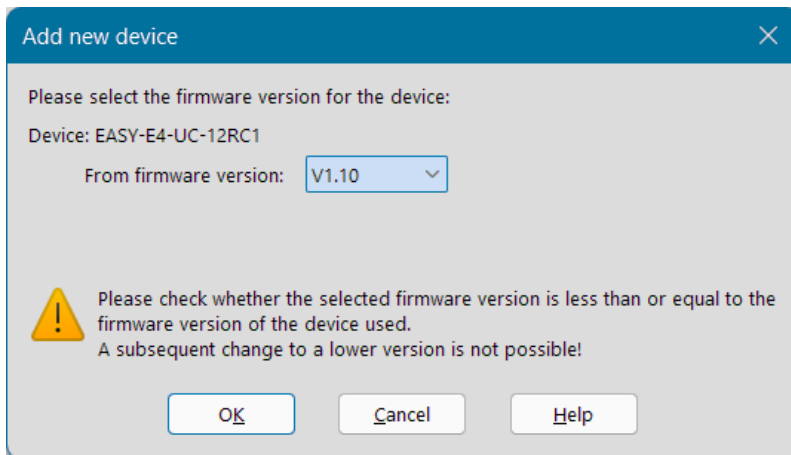 Add new device
Please select the firmware version for the device:
Device: EASY-E4-UC-12RC1
From firmware version: V1.10
Please check whether the selected firmware version is less than or equal to the
firmware version of the device used.
A subsequent change to a lower version is not possible!
OK Cancel Help